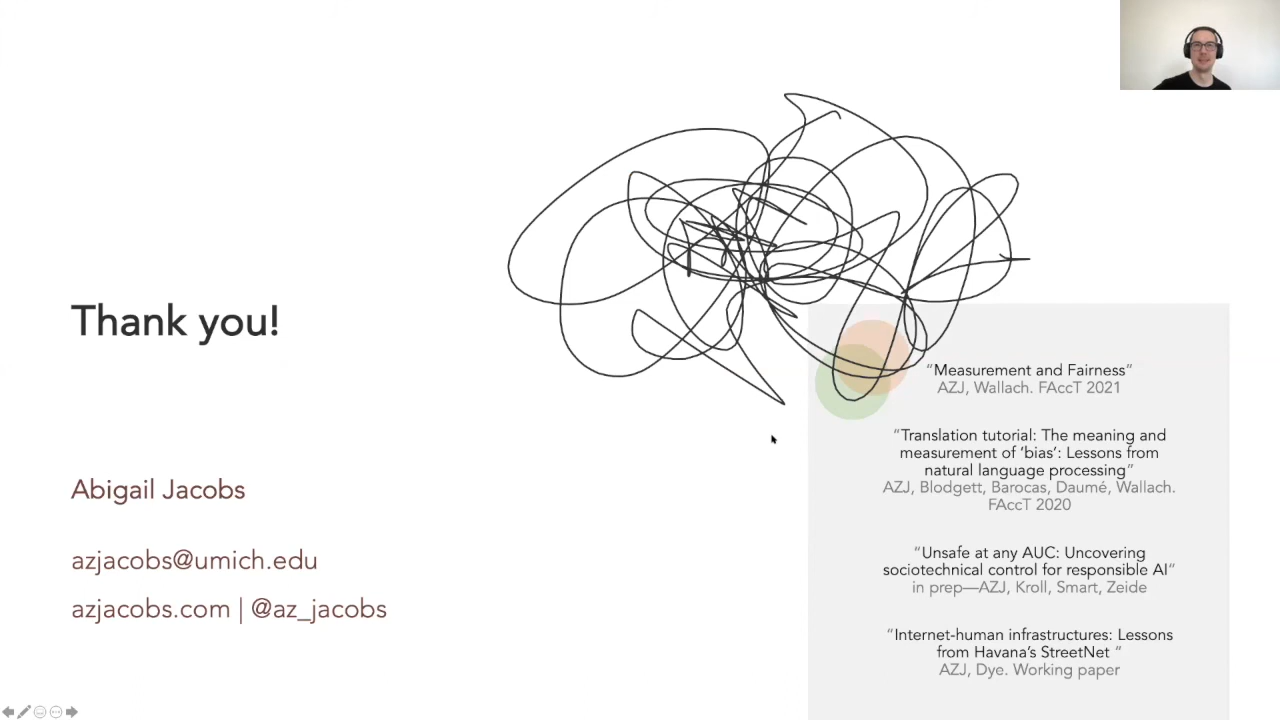 Thank you!
Abigail Jacobs
azjacobs@umich.edu
azjacobs.com | @az_jacobs
“Measurement and Fairness”
AZJ, Wallach. FAccT 2021
“Translation tutorial: The meaning and
measurement of ‘bias’: Lessons from
natural language processing”
AZJ, Blodgett, Barocas, Daumé, Wallach.
FAccT 2020
“Unsafe at any AUC: Uncovering
sociotechnical control for responsible AI“
in prep—AZJ, Kroll, Smart, Zeide
“Internet-human infrastructures: Lessons
from Havana’s StreetNet “
AZJ, Dye. Working paper